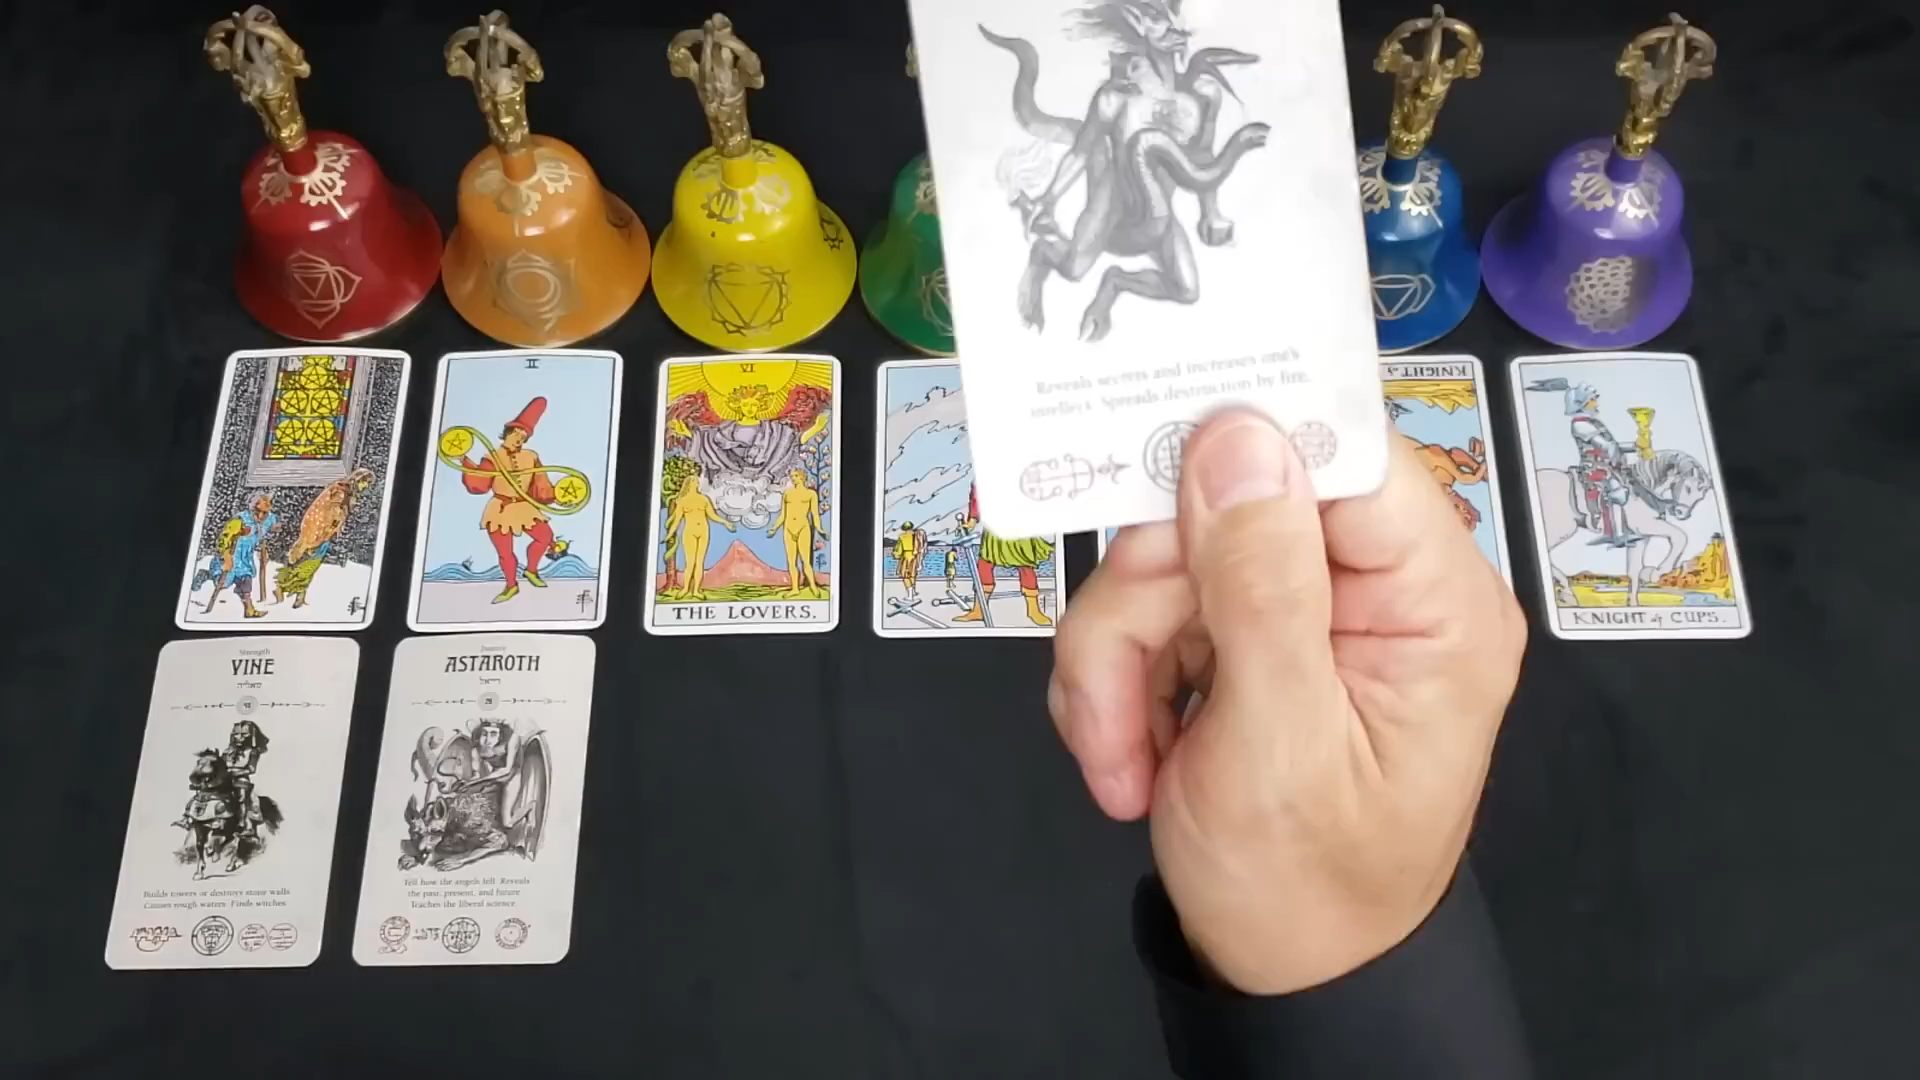 Reveals secrets and increases one's
intellect. Spreads destruction by fire.
II
VI
THE LOVERS.
KNIGHT of
KNIGHT of CUPS.
Strength
VINE
Builds towers or destroys stone walls
Causes rough waters. Finds witches
ASTAROTH
Tell how the angels fell. Reveals
the past, present, and future
Teaches the liberal science.